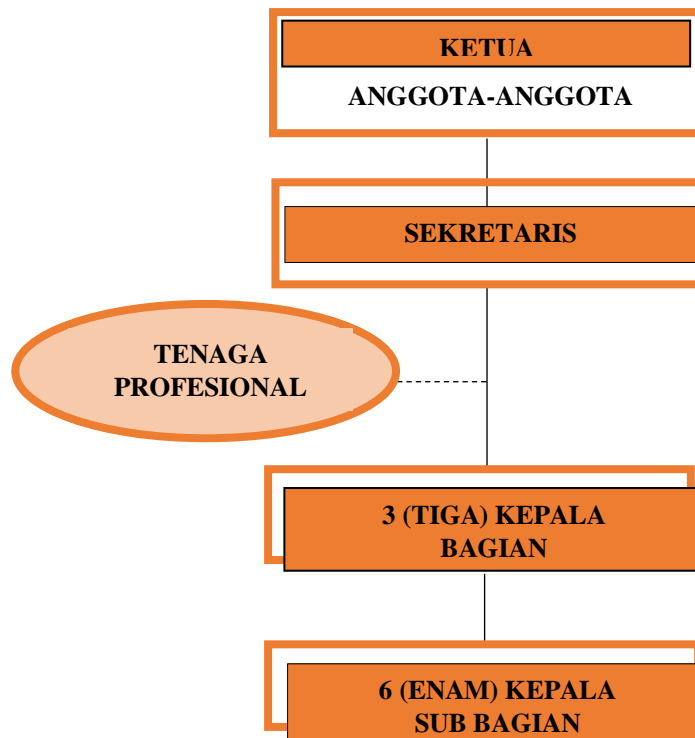 KETUA
ANGGOTA-ANGGOTA
SEKRETARIS
TENAGA
PROFESIONAL
3 (TIGA) KEPALA
BAGIAN
6 (ENAM) KEPALA
SUB BAGIAN